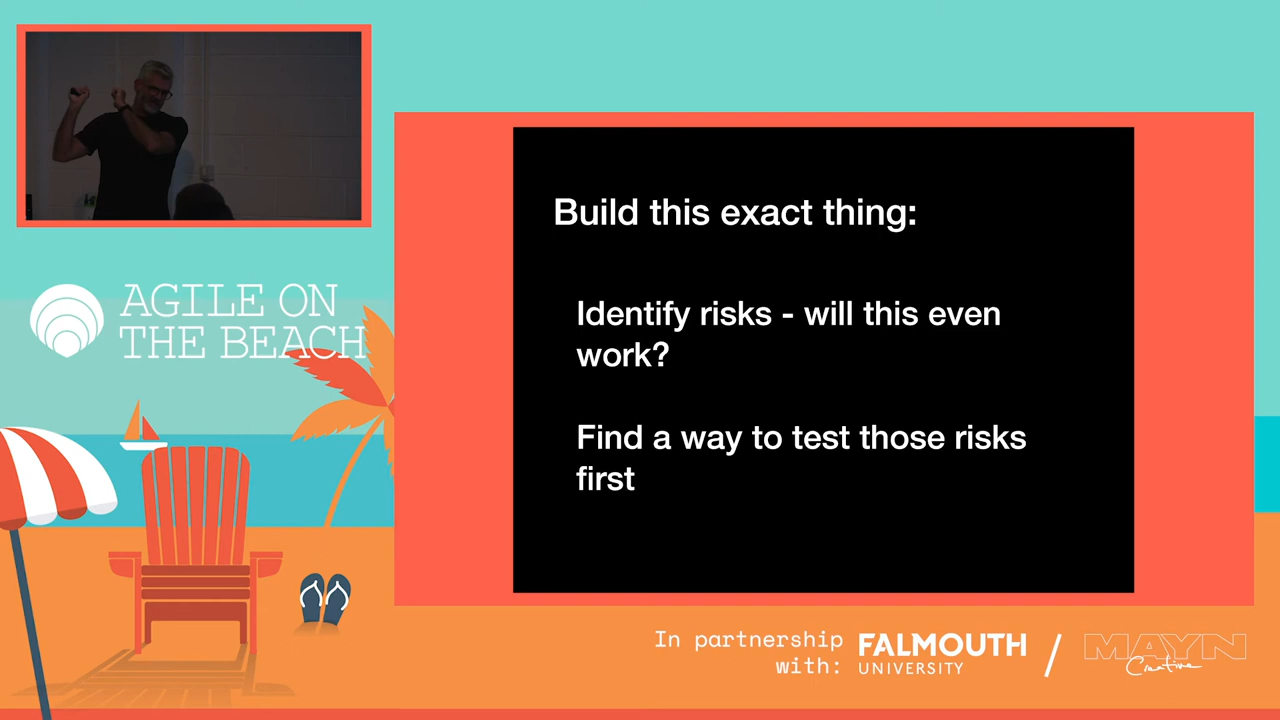 AGILE ON
THE BEACH
Build this exact thing:
Identify risks - will this even
work?
Find a way to test those risks
first
In partnership
with:
FALMOUTH
UNIVERSITY
/
MAYN
Creative